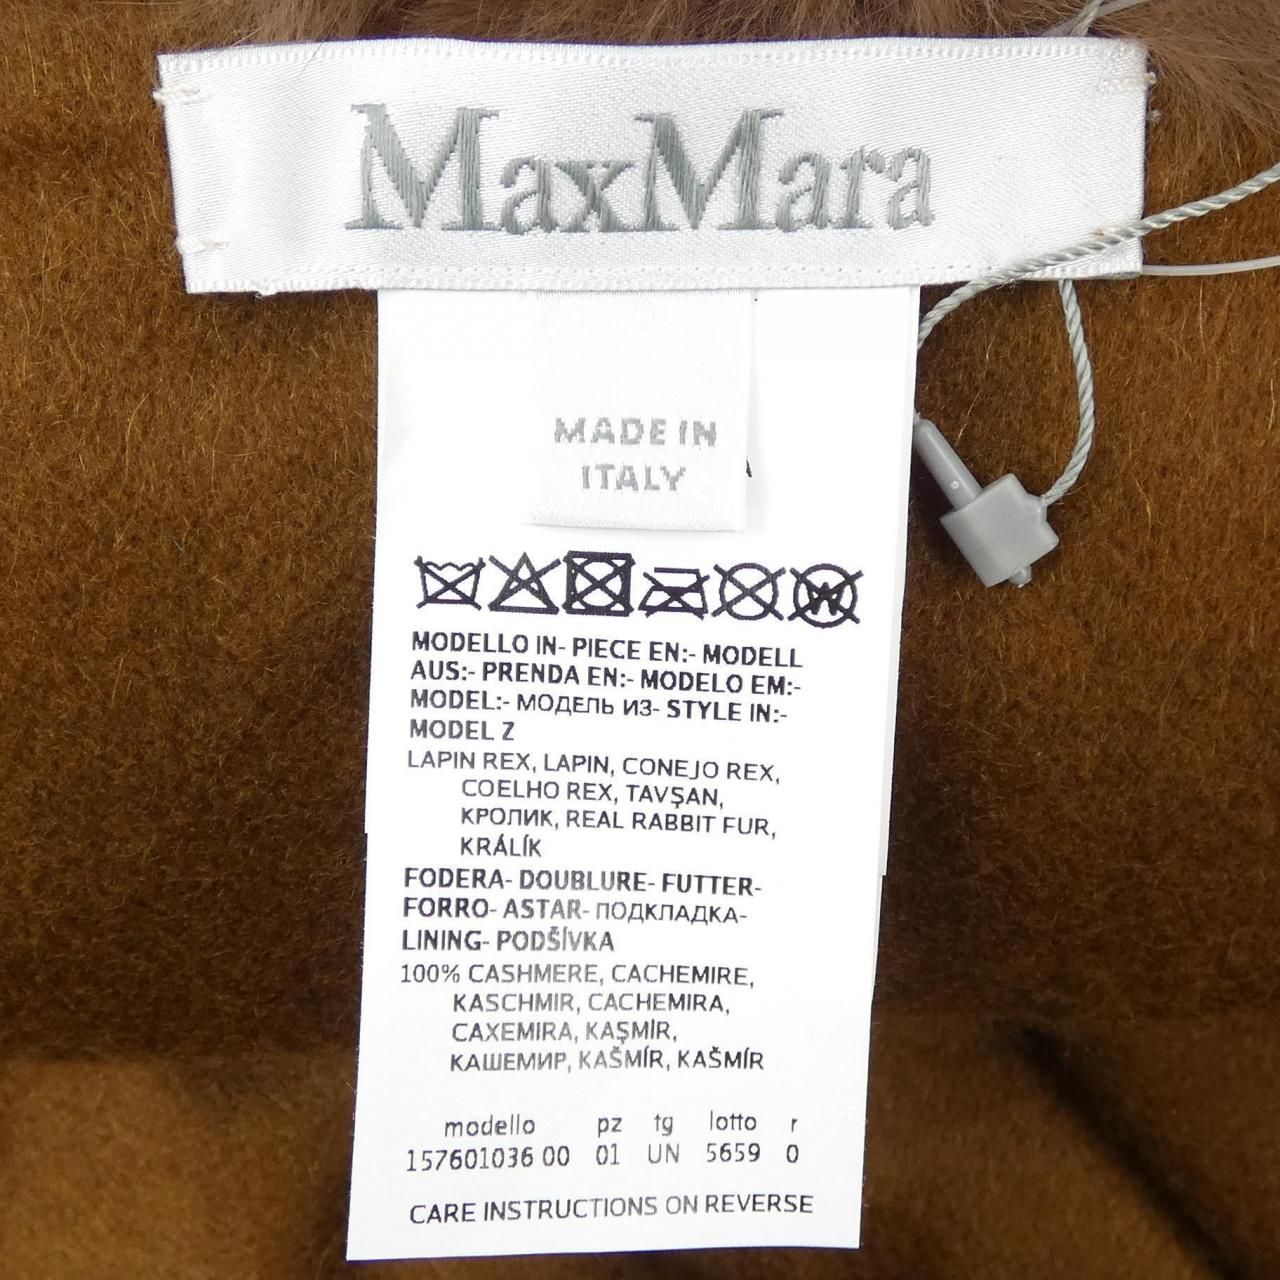 MaxMara
MADE IN
ITALY
MODELLO IN- PIECE EN:- MODELL
AUS:- PRENDA EN:- MODELO EM:-
MODEL:- МОДЕЛЬ ИЗ- STYLE IN:-
MODEL Z
LAPIN REX, LAPIN, CONEJO REX,
COELHO REX, TAVŞAN,
КРОЛИК, REAL RABBIT FUR,
KRÁLÍK
FODERA- DOUBLURE- FUTTER-
FORRO- ASTAR- ПОДКЛАДКА-
LINING- PODŠÍVKA
100% CASHMERE, CACHEMIRE,
KASCHMIR, CACHEMIRA,
CAXEMIRA, KAŞMİR,
КАШЕМИР, KAŠMÍR, KAŠMÍR
modello pz tg lotto r
157601036 00 01 UN 5659 0
CARE INSTRUCTIONS ON REVERSE